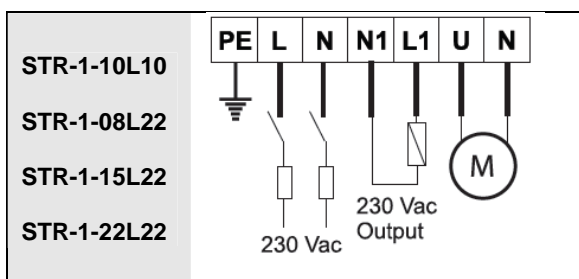 STR-1-10L10
STR-1-08L22
STR-1-15L22
STR-1-22L22
PE L N N1 L1 U N
M
230 Vac
230 Vac
Output